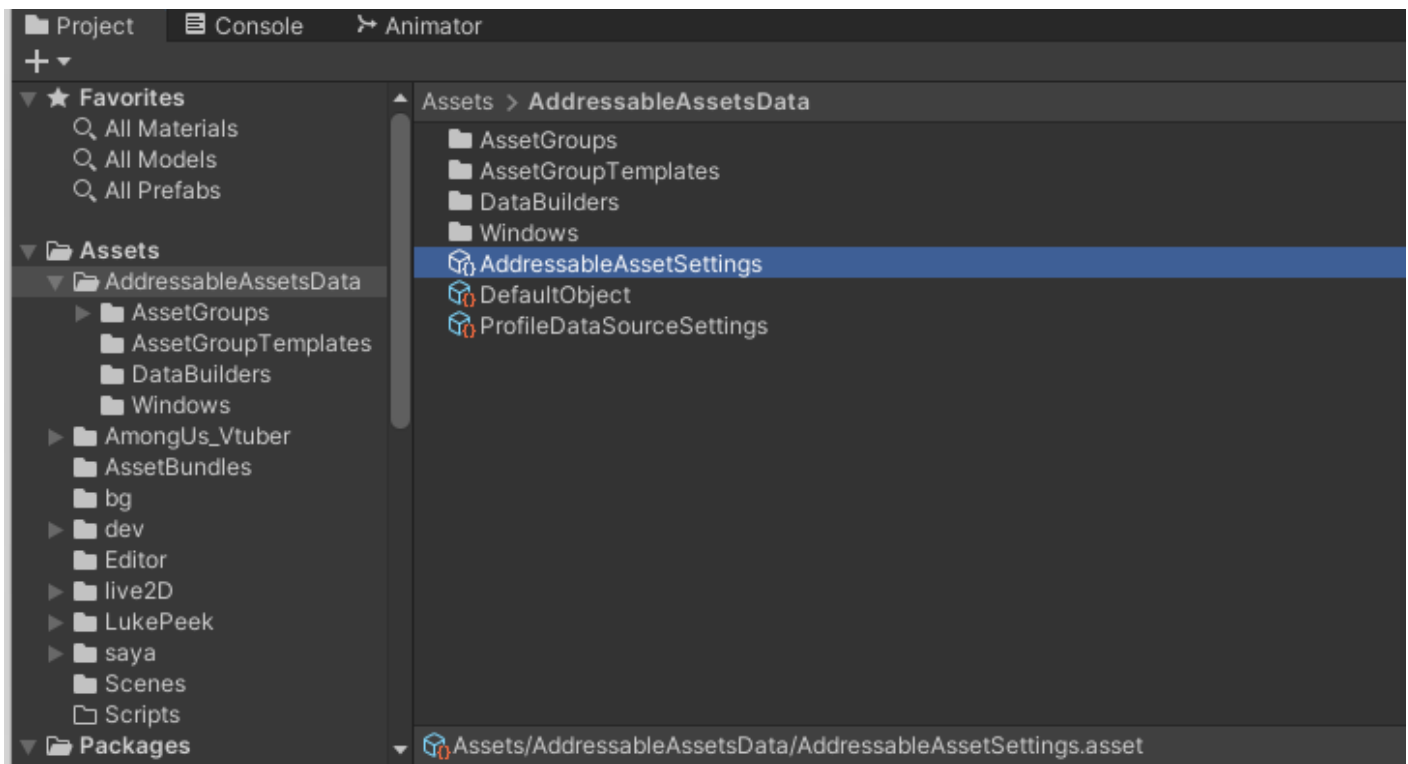 Project Console Animator
Favorites
All Materials
All Models
All Prefabs
Assets
AddressableAssetsData
AssetGroups
AssetGroupTemplates
DataBuilders
Windows
AmongUs_Vtuber
AssetBundles
bg
dev
Editor
live2D
LukePeek
saya
Scenes
Scripts
Packages
Assets > AddressableAssetsData
AssetGroups
AssetGroupTemplates
DataBuilders
Windows
AddressableAssetSettings
DefaultObject
ProfileDataSourceSettings
Assets/AddressableAssetsData/AddressableAssetSettings.asset